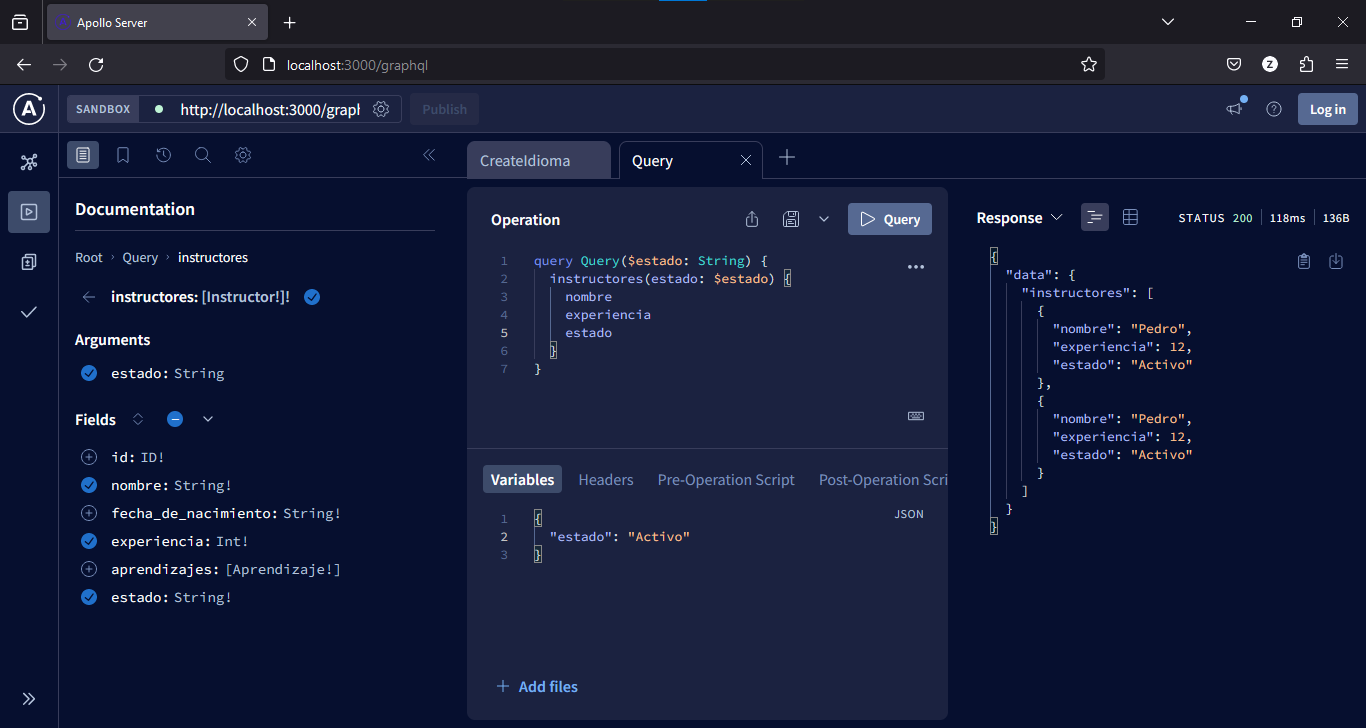 Apollo Server
localhost:3000/graphql
Z
SANDBOX
http://localhost:3000/graph
Publish
Log in
CreateIdioma
Query
Documentation
Root › Query › instructores
instructores: [Instructor!]!
Arguments
estado: String
Fields
id: ID!
nombre: String!
fecha_de_nacimiento: String!
experiencia: Int!
aprendizajes: [Aprendizaje!]
estado: String!
Operation
Query
1 query Query($estado: String) {
2 instructores(estado: $estado) {
3 nombre
4 experiencia
5 estado
6 }
7 }
Variables Headers Pre-Operation Script Post-Operation Scri
JSON
1 {
2 "estado": "Activo"
3 }
Add files
Response
STATUS 200 118ms 136B
{
"data": {
"instructores": [
{
"nombre": "Pedro",
"experiencia": 12,
"estado": "Activo"
},
{
"nombre": "Pedro",
"experiencia": 12,
"estado": "Activo"
}
]
}
}